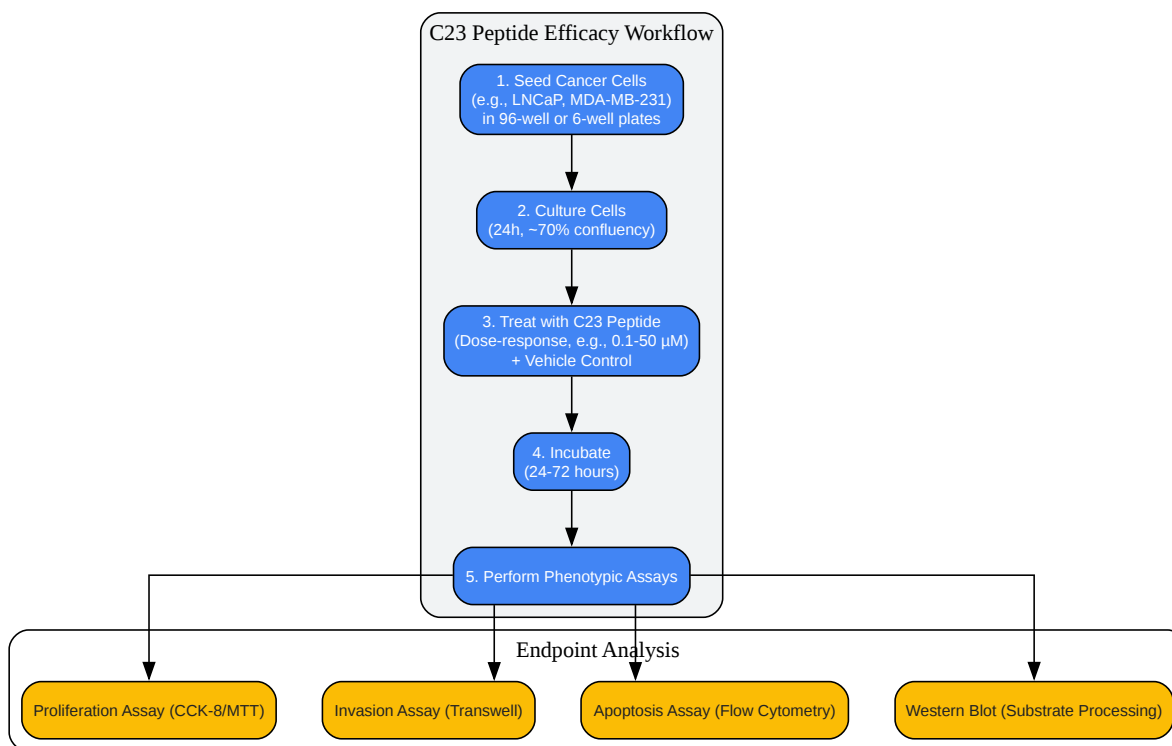 C23 Peptide Efficacy Workflow
1. Seed Cancer Cells
(e.g., LNCaP, MDA-MB-231)
in 96-well or 6-well plates
2. Culture Cells
(24h, ~70% confluency)
3. Treat with C23 Peptide
(Dose-response, e.g., 0.1-50 µM)
+ Vehicle Control
4. Incubate
(24-72 hours)
5. Perform Phenotypic Assays
Endpoint Analysis
Proliferation Assay (CCK-8/MTT)
Invasion Assay (Transwell)
Apoptosis Assay (Flow Cytometry)
Western Blot (Substrate Processing)